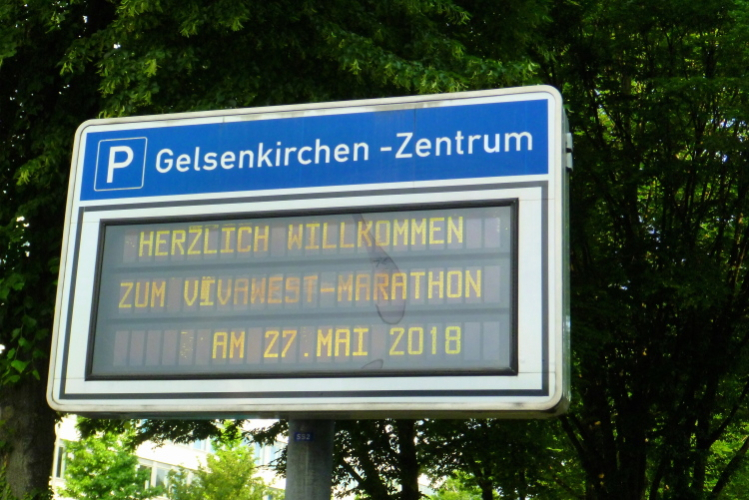 P Gelsenkirchen -Zentrum
HERZLICH WILLKOMMEN
ZUM VIVAWEST-MARATHON
AM 27.MAI 2018